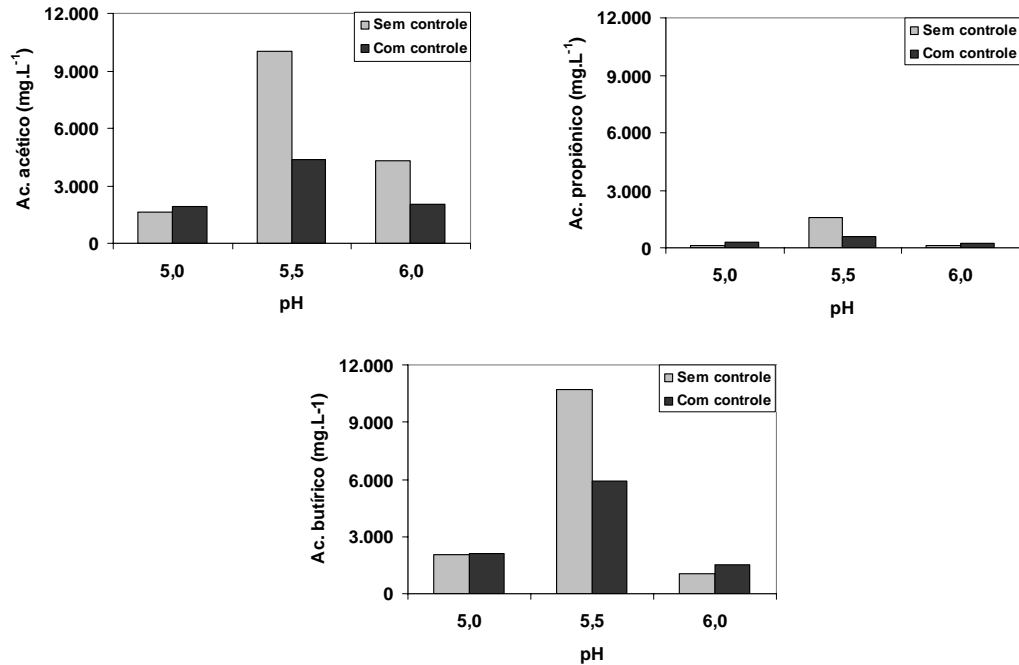 12.000
9.000
6.000
3.000
0
Ac. acético (mg.L-1)
Sem controle
Com controle
5,0 5,5 6,0
pH
12.000
9.000
6.000
3.000
0
Ac. propiônico (mg.L-1)
Sem controle
Com controle
5,0 5,5 6,0
pH
12.000
9.000
6.000
3.000
0
Ac. butírico (mg.L-1)
Sem controle
Com controle
5,0 5,5 6,0
pH